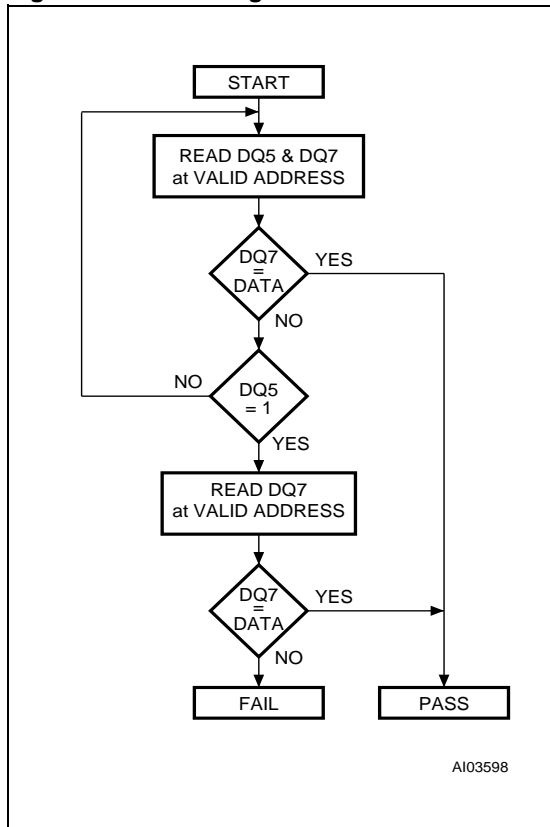 START
READ DQ5 & DQ7
at VALID ADDRESS
DQ7
=
DATA
YES
NO
NO
DQ5
= 1
YES
READ DQ7
at VALID ADDRESS
DQ7
=
DATA
YES
NO
FAIL
PASS
AI03598